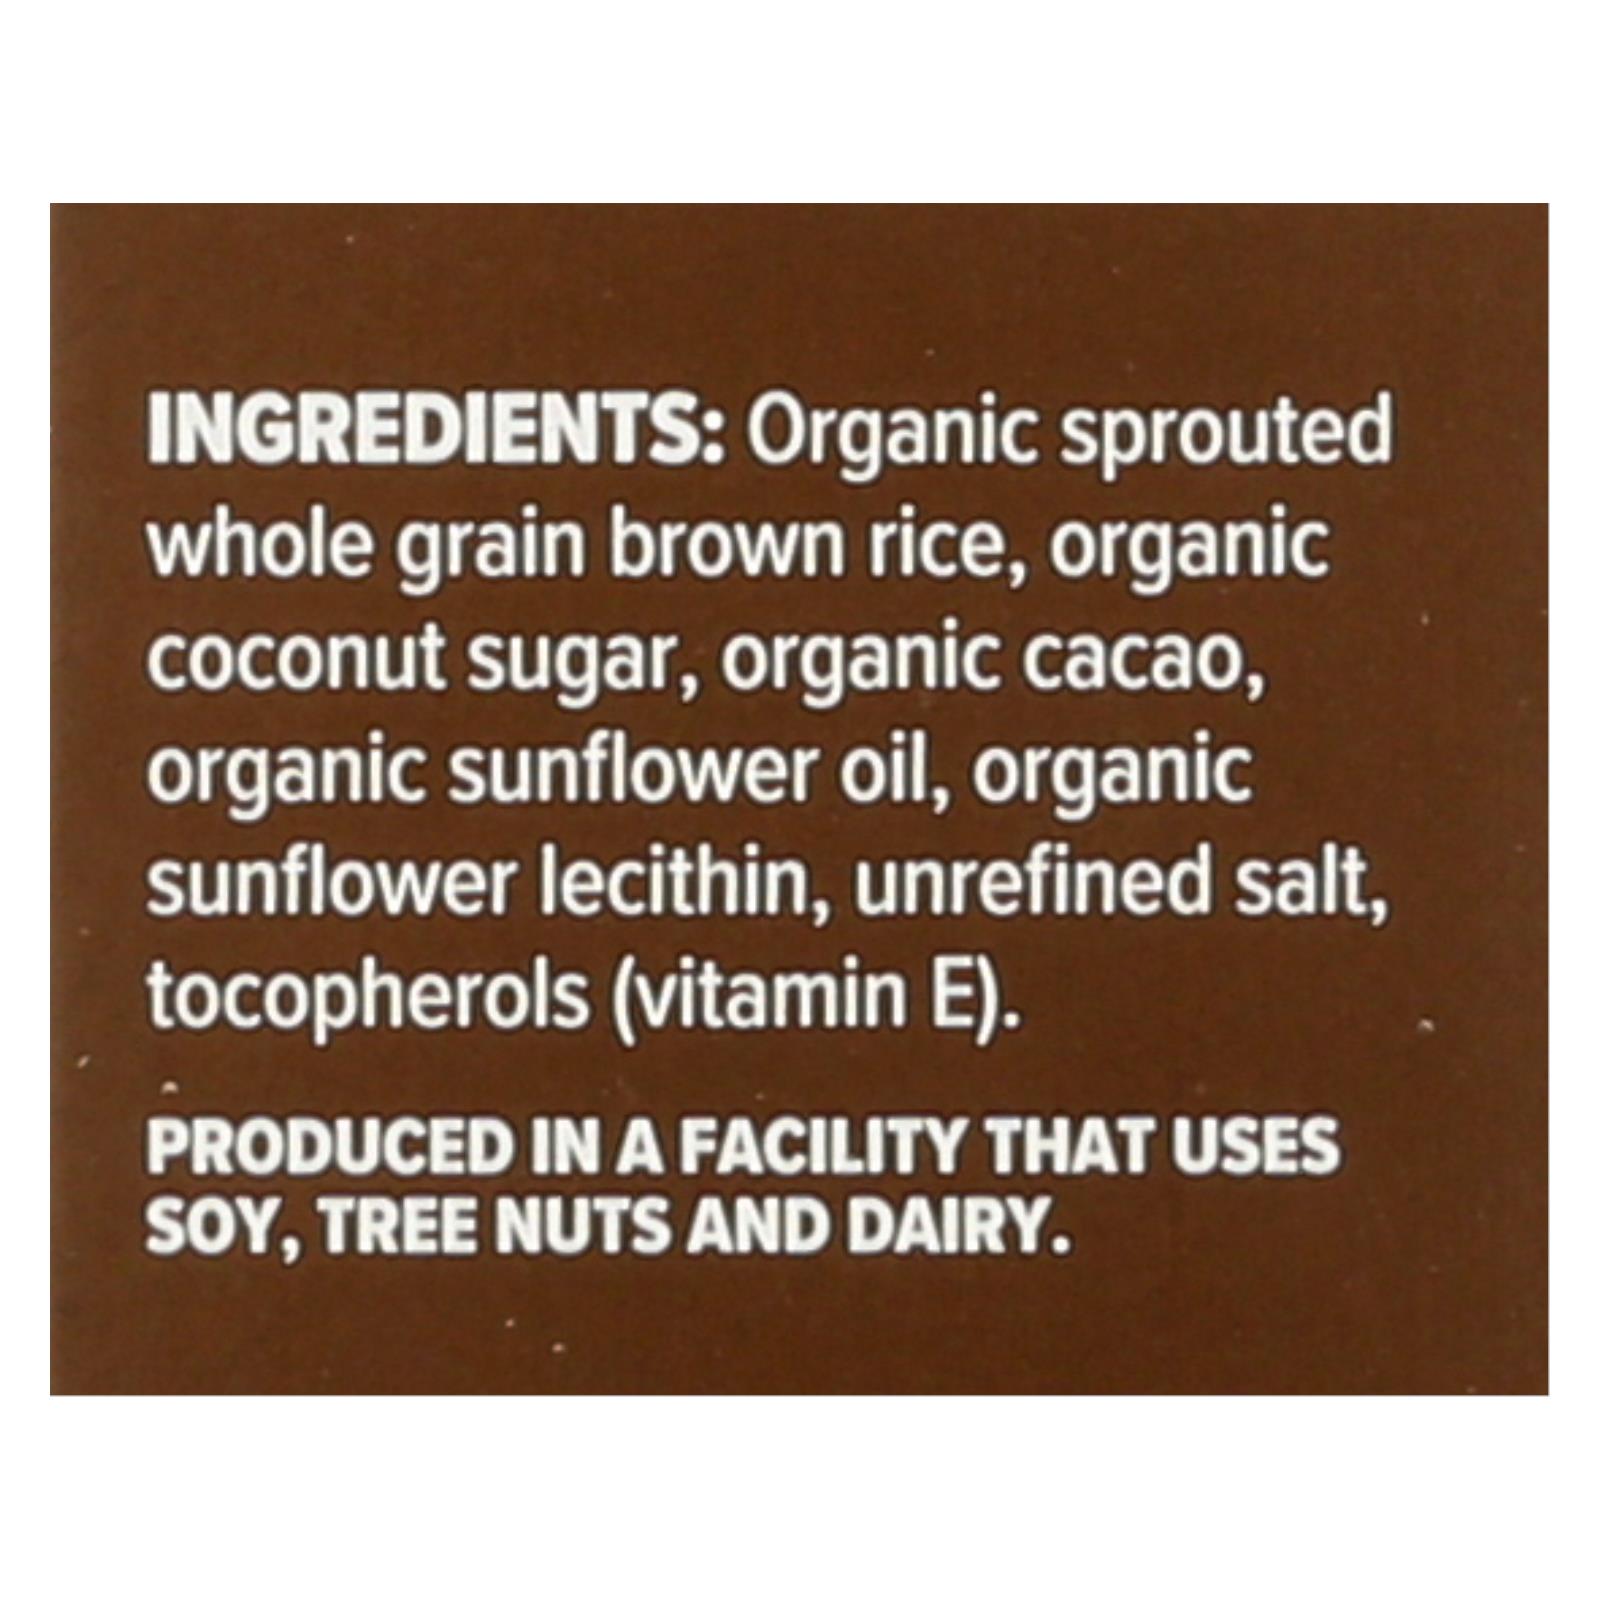 INGREDIENTS: Organic sprouted
whole grain brown rice, organic
coconut sugar, organic cacao,
organic sunflower oil, organic
sunflower lecithin, unrefined salt,
tocopherols (vitamin E).
PRODUCED IN A FACILITY THAT USES
SOY, TREE NUTS AND DAIRY.